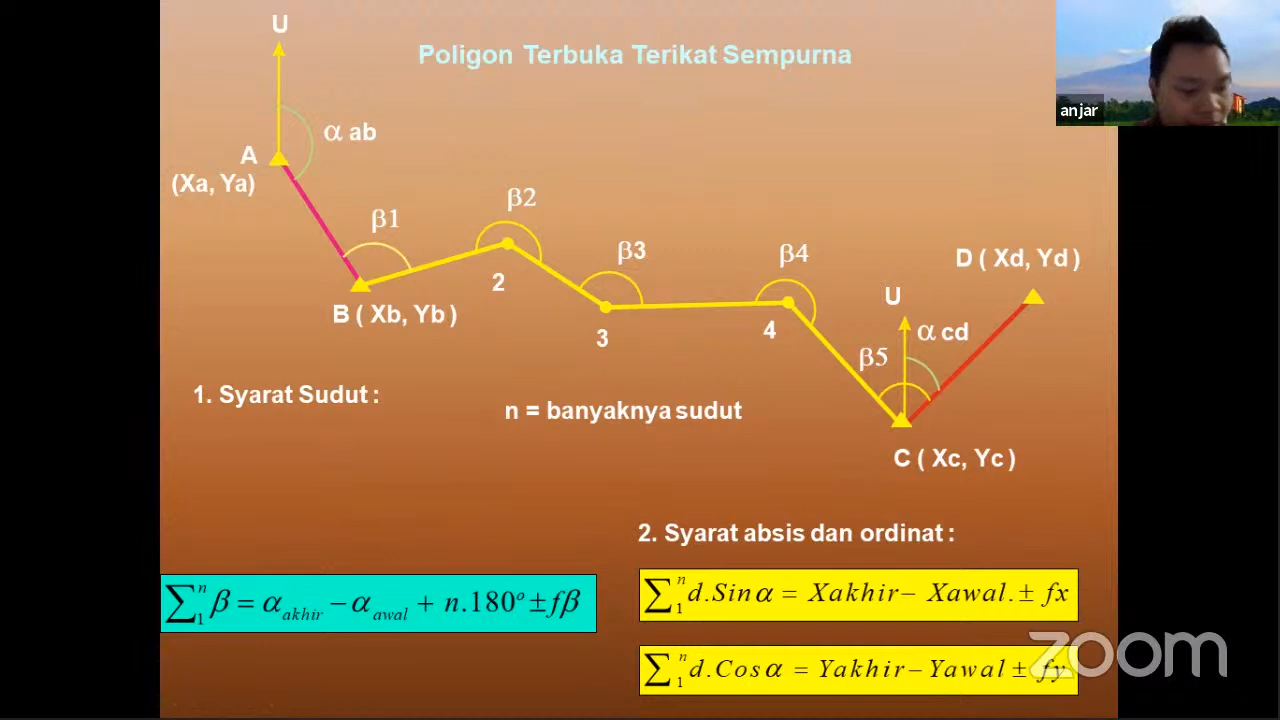 U
Poligon Terbuka Terikat Sempurna
anjar
α ab
A
(Xa, Ya)
β1
β2
2
β3
3
β4
4
D ( Xd, Yd )
U
α cd
β5
B ( Xb, Yb )
C ( Xc, Yc )
1. Syarat Sudut :
n = banyaknya sudut
2. Syarat absis dan ordinat :
∑₁ⁿ β = α akhir – α awal + n.180° ± fβ
∑₁ⁿ d.Sin α = Xakhir – Xawal. ± fx
∑₁ⁿ d.Cos α = Yakhir – Yawal ± fy
zoom